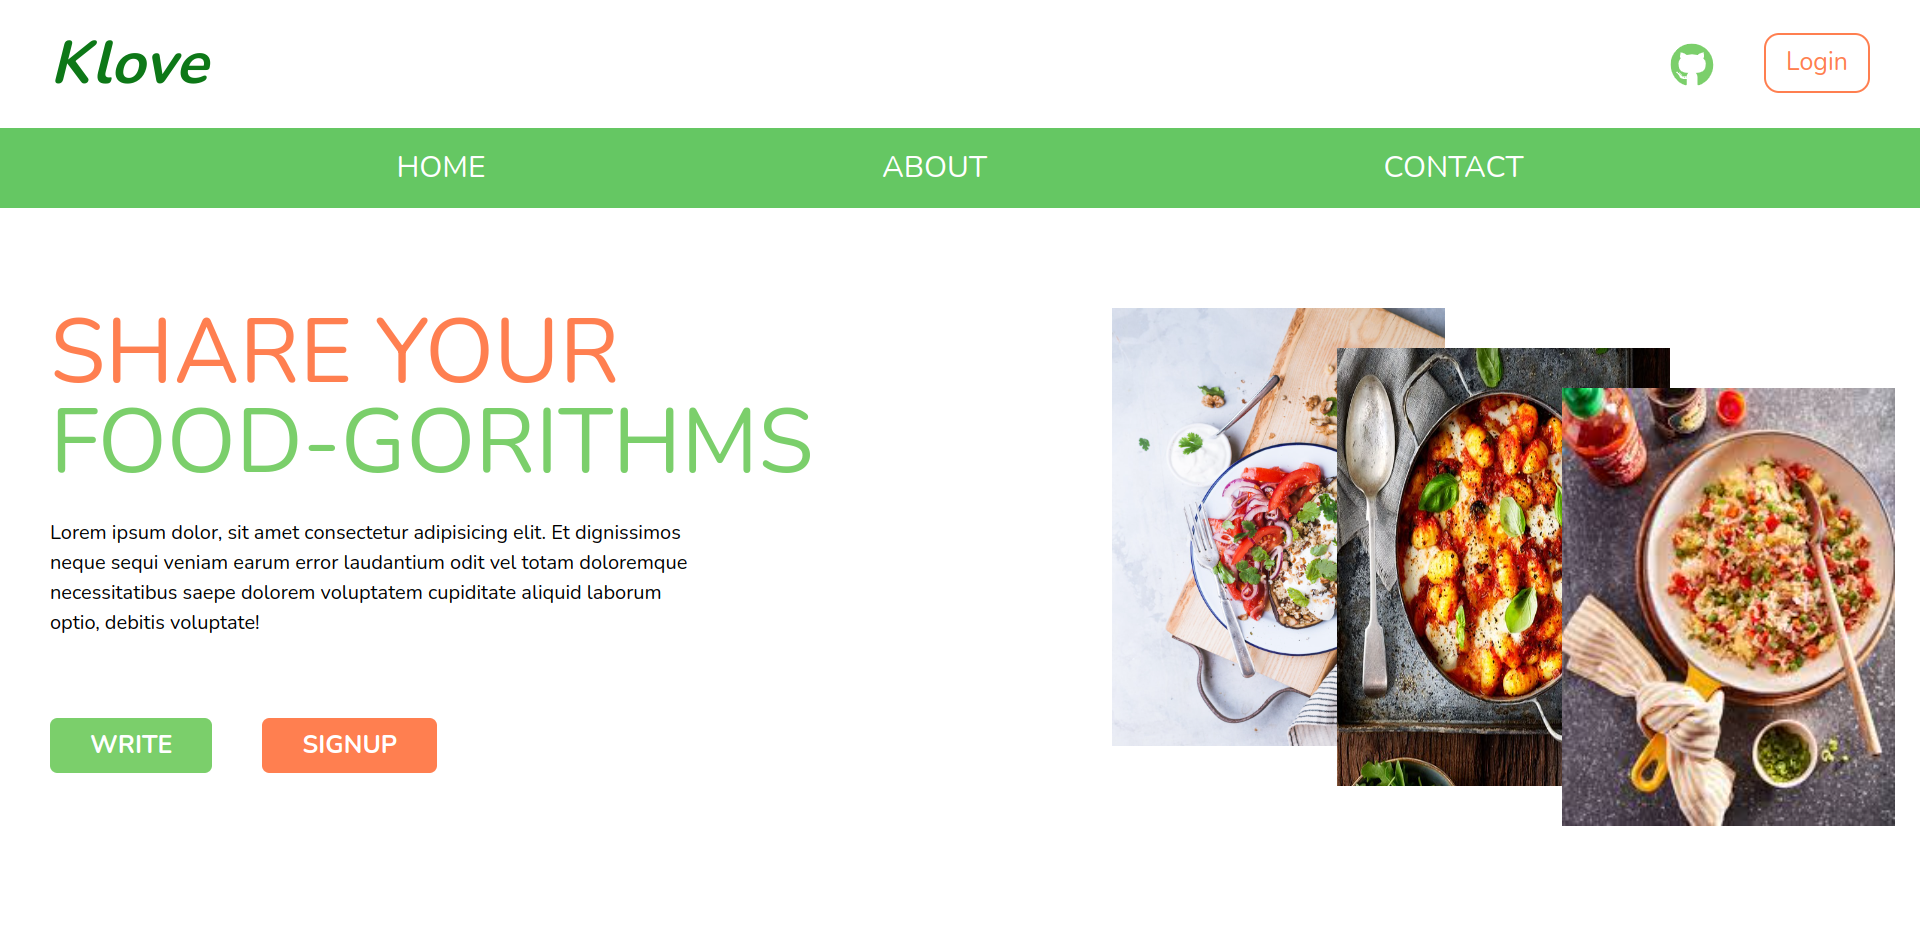 Klove
Login
HOME
ABOUT
CONTACT
SHARE YOUR
FOOD-GORITHMS
Lorem ipsum dolor, sit amet consectetur adipisicing elit. Et dignissimos
neque sequi veniam earum error laudantium odit vel totam doloremque
necessitatibus saepe dolorem voluptatem cupiditate aliquid laborum
optio, debitis voluptate!
WRITE
SIGNUP